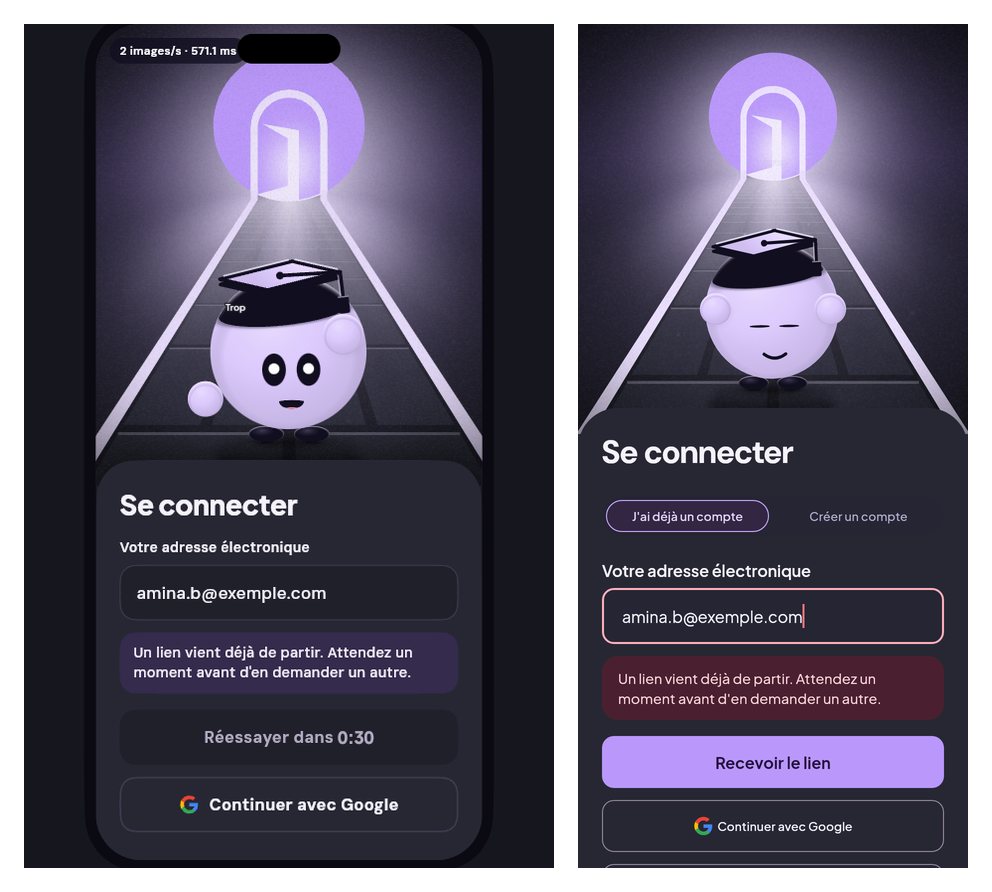 2 images/s · 571.1 ms
Trop
Se connecter
Votre adresse électronique
amina.b@exemple.com
Un lien vient déjà de partir. Attendez un
moment avant d'en demander un autre.
Réessayer dans 0:30
Continuer avec Google
Se connecter
J'ai déjà un compte
Créer un compte
Votre adresse électronique
amina.b@exemple.com
Un lien vient déjà de partir. Attendez un
moment avant d'en demander un autre.
Recevoir le lien
Continuer avec Google